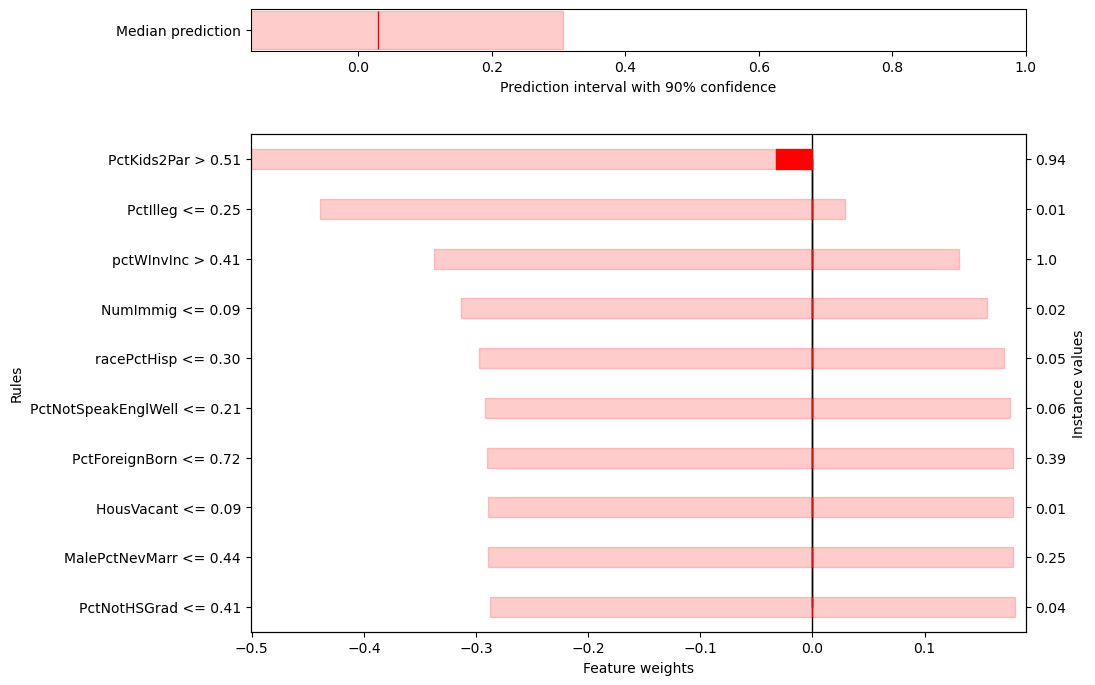 Median prediction
0.0 0.2 0.4 0.6 0.8 1.0
Prediction interval with 90% confidence
PctKids2Par > 0.51 0.94
PctIlleg <= 0.25 0.01
pctWInvInc > 0.41 1.0
NumImmig <= 0.09 0.02
racePctHisp <= 0.30 0.05
PctNotSpeakEnglWell <= 0.21 0.06
PctForeignBorn <= 0.72 0.39
HousVacant <= 0.09 0.01
MalePctNevMarr <= 0.44 0.25
PctNotHSGrad <= 0.41 0.04
Rules
Instance values
−0.5 −0.4 −0.3 −0.2 −0.1 0.0 0.1
Feature weights